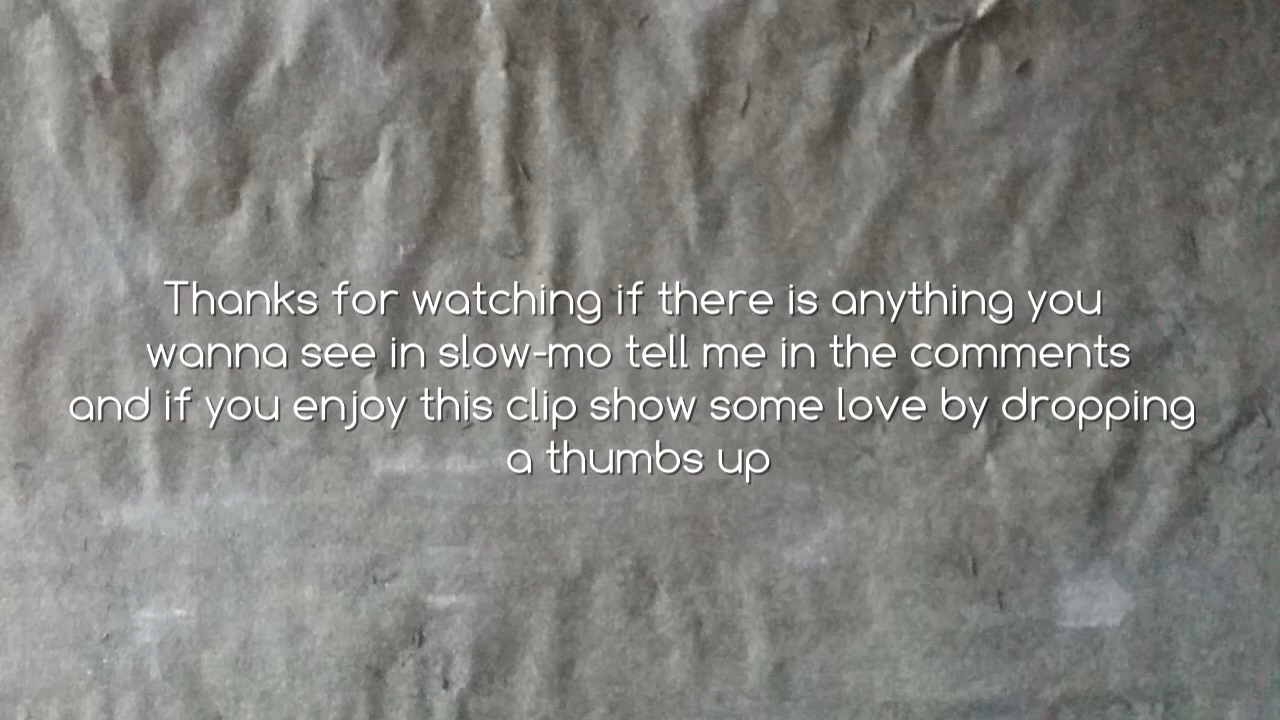 Thanks for watching if there is anything you
wanna see in slow-mo tell me in the comments
and if you enjoy this clip show some love by dropping
a thumbs up